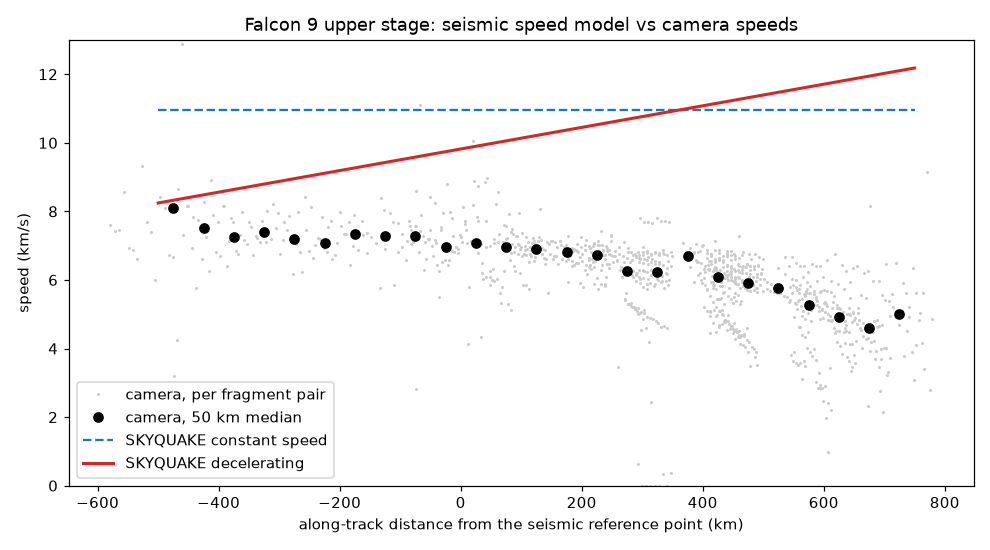 Falcon 9 upper stage: seismic speed model vs camera speeds
12
10
8
6
4
2
0
speed (km/s)
camera, per fragment pair
camera, 50 km median
SKYQUAKE constant speed
SKYQUAKE decelerating
−600 −400 −200 0 200 400 600 800
along-track distance from the seismic reference point (km)